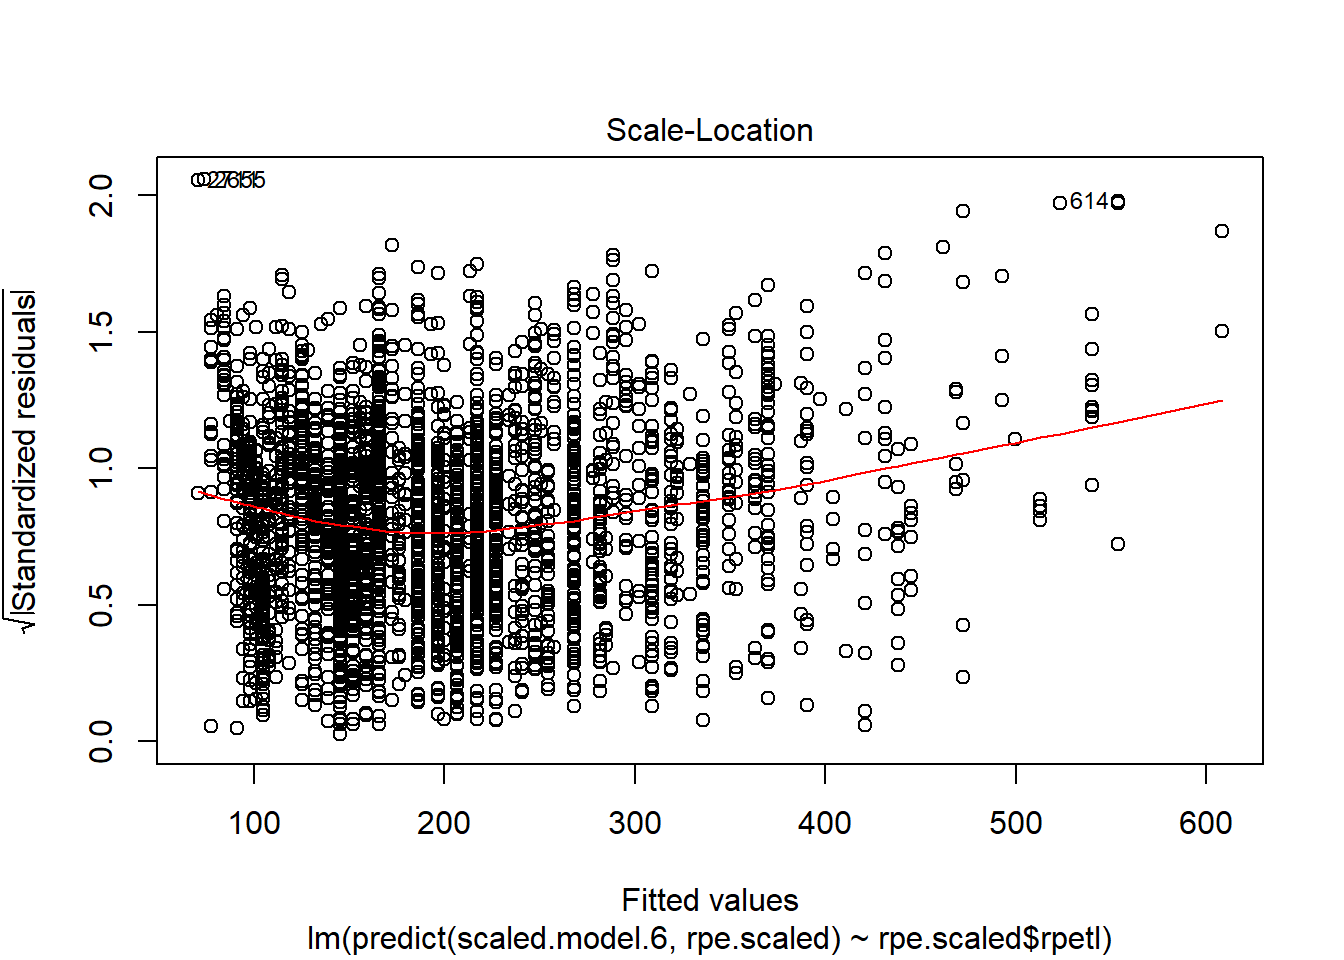 Scale-Location
614
√|Standardized residuals|
2.0
1.5
1.0
0.5
0.0
100 200 300 400 500 600
Fitted values
lm(predict(scaled.model.6, rpe.scaled) ~ rpe.scaled$rpetl)